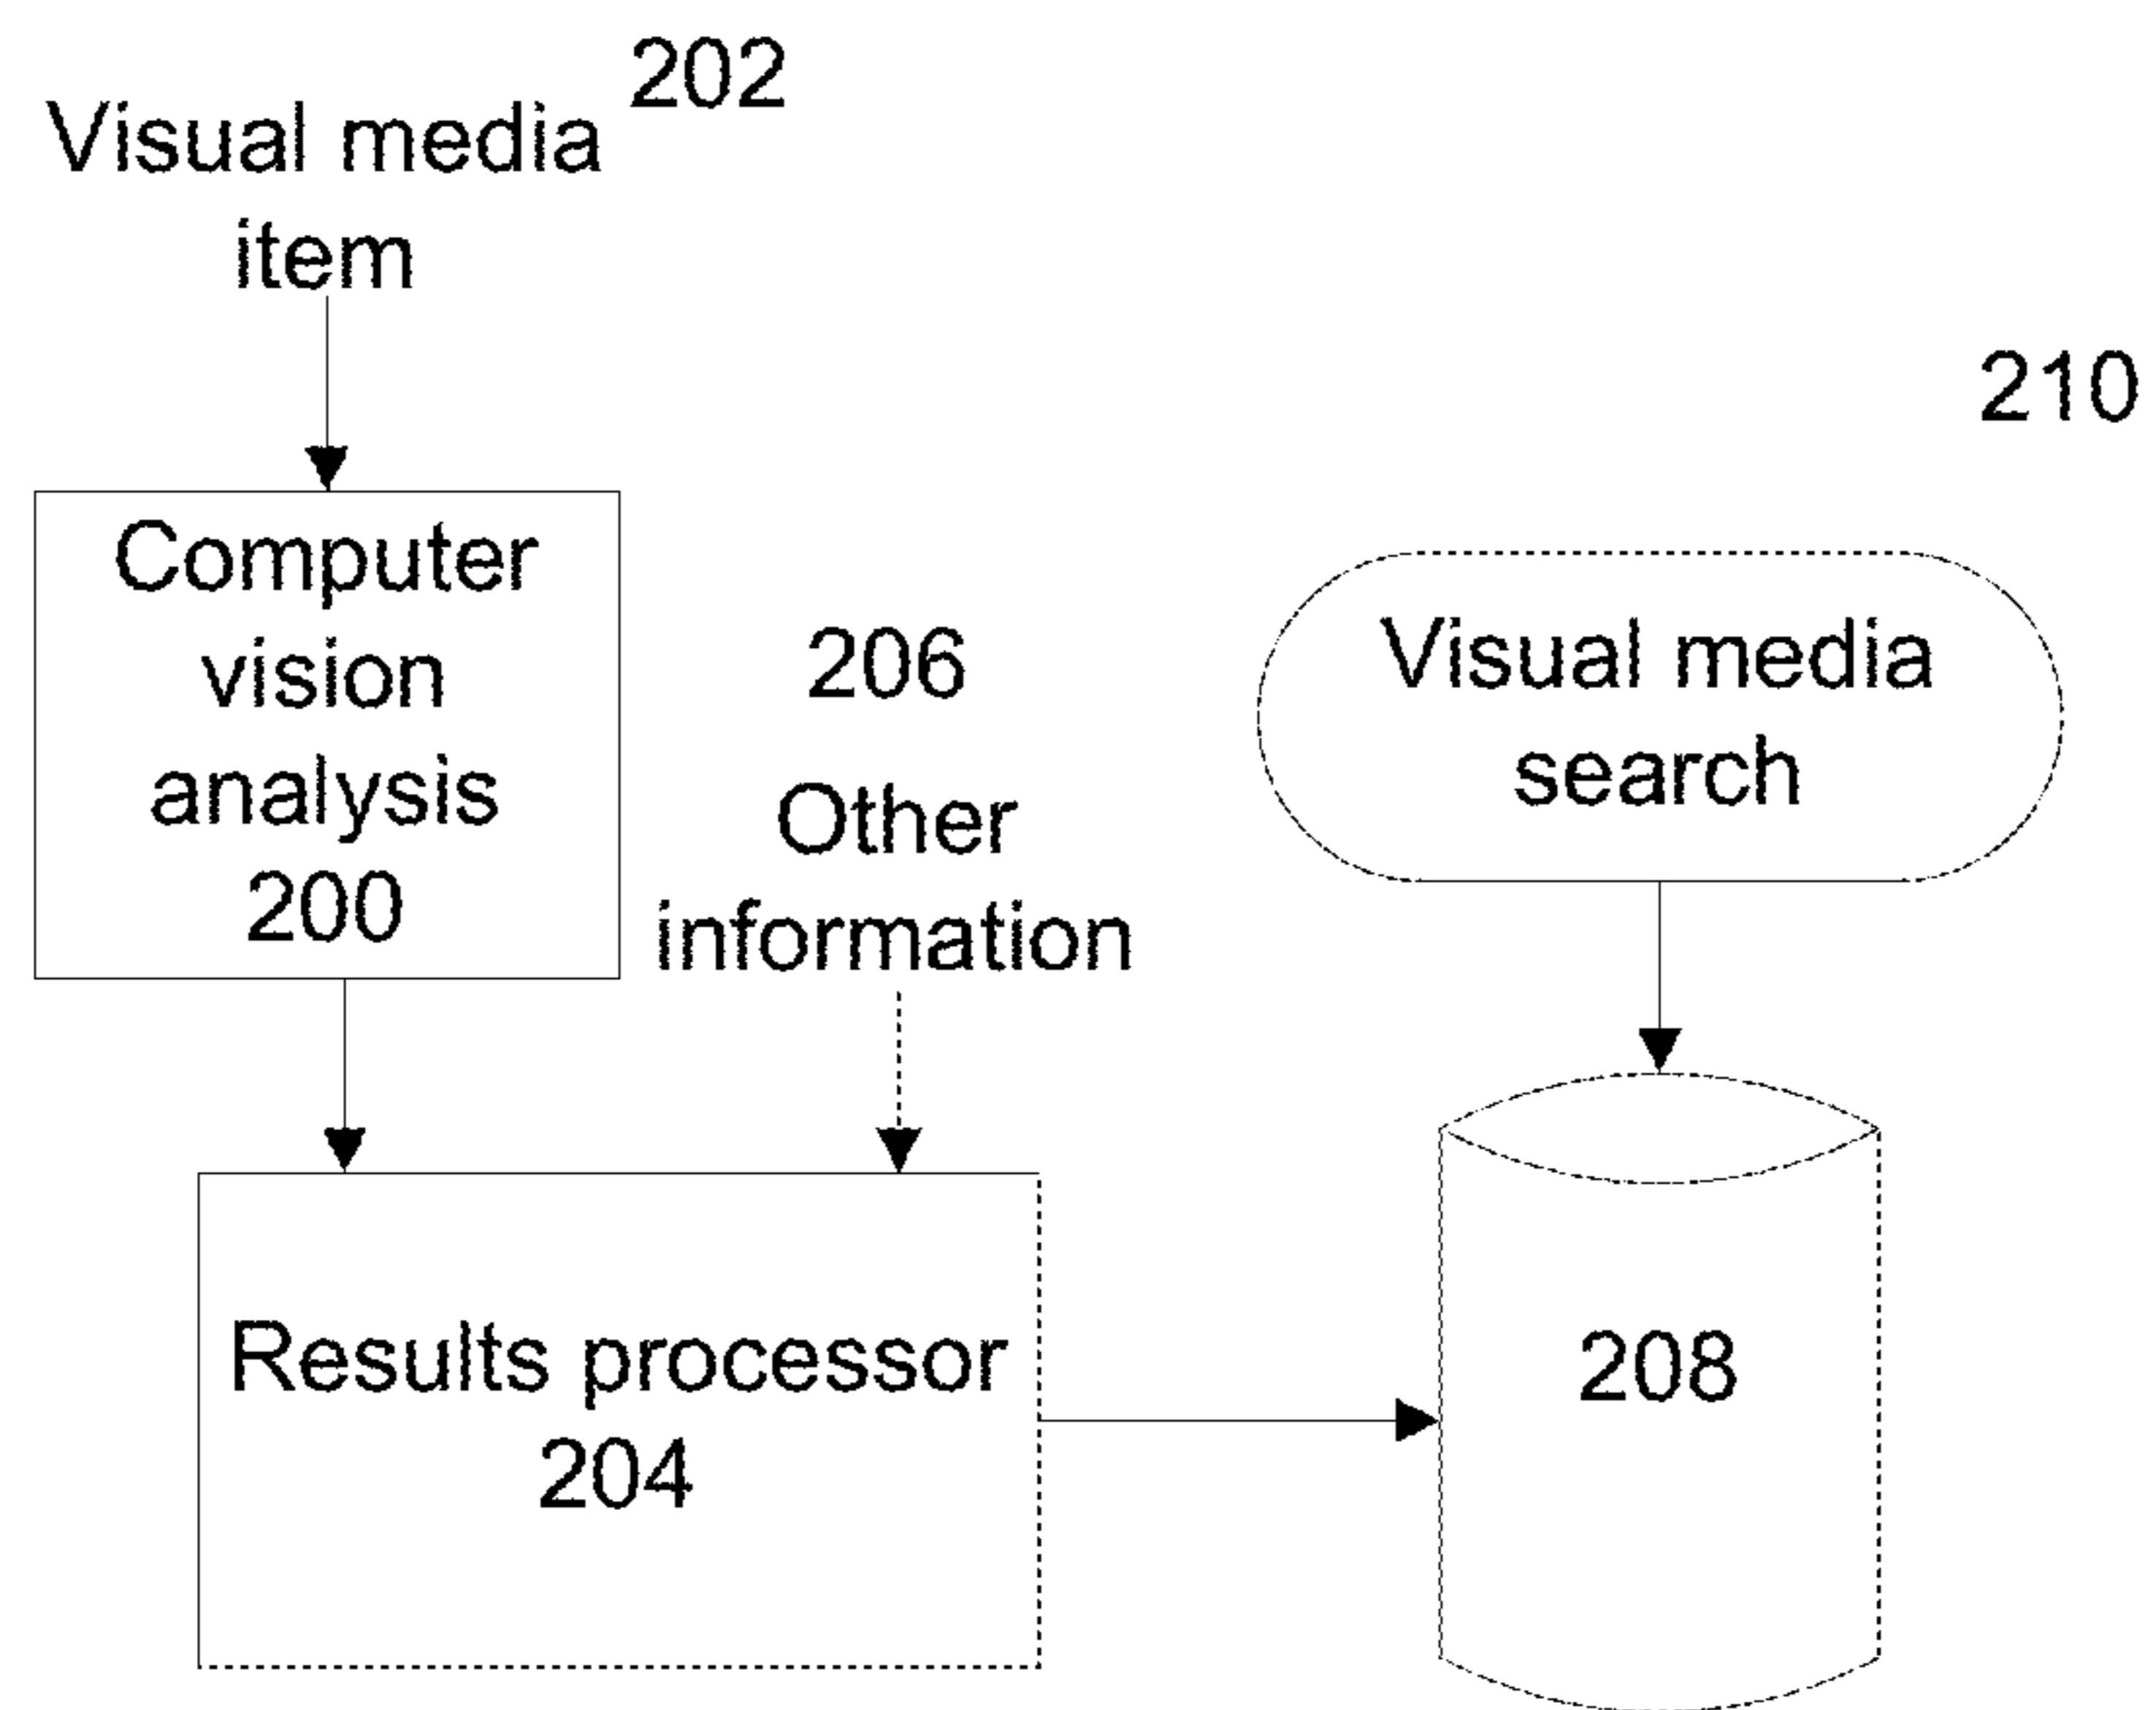 202
Visual media
item
210
Computer
vision
analysis
200
206
Other
information
Visual media
search
Results processor
204
208